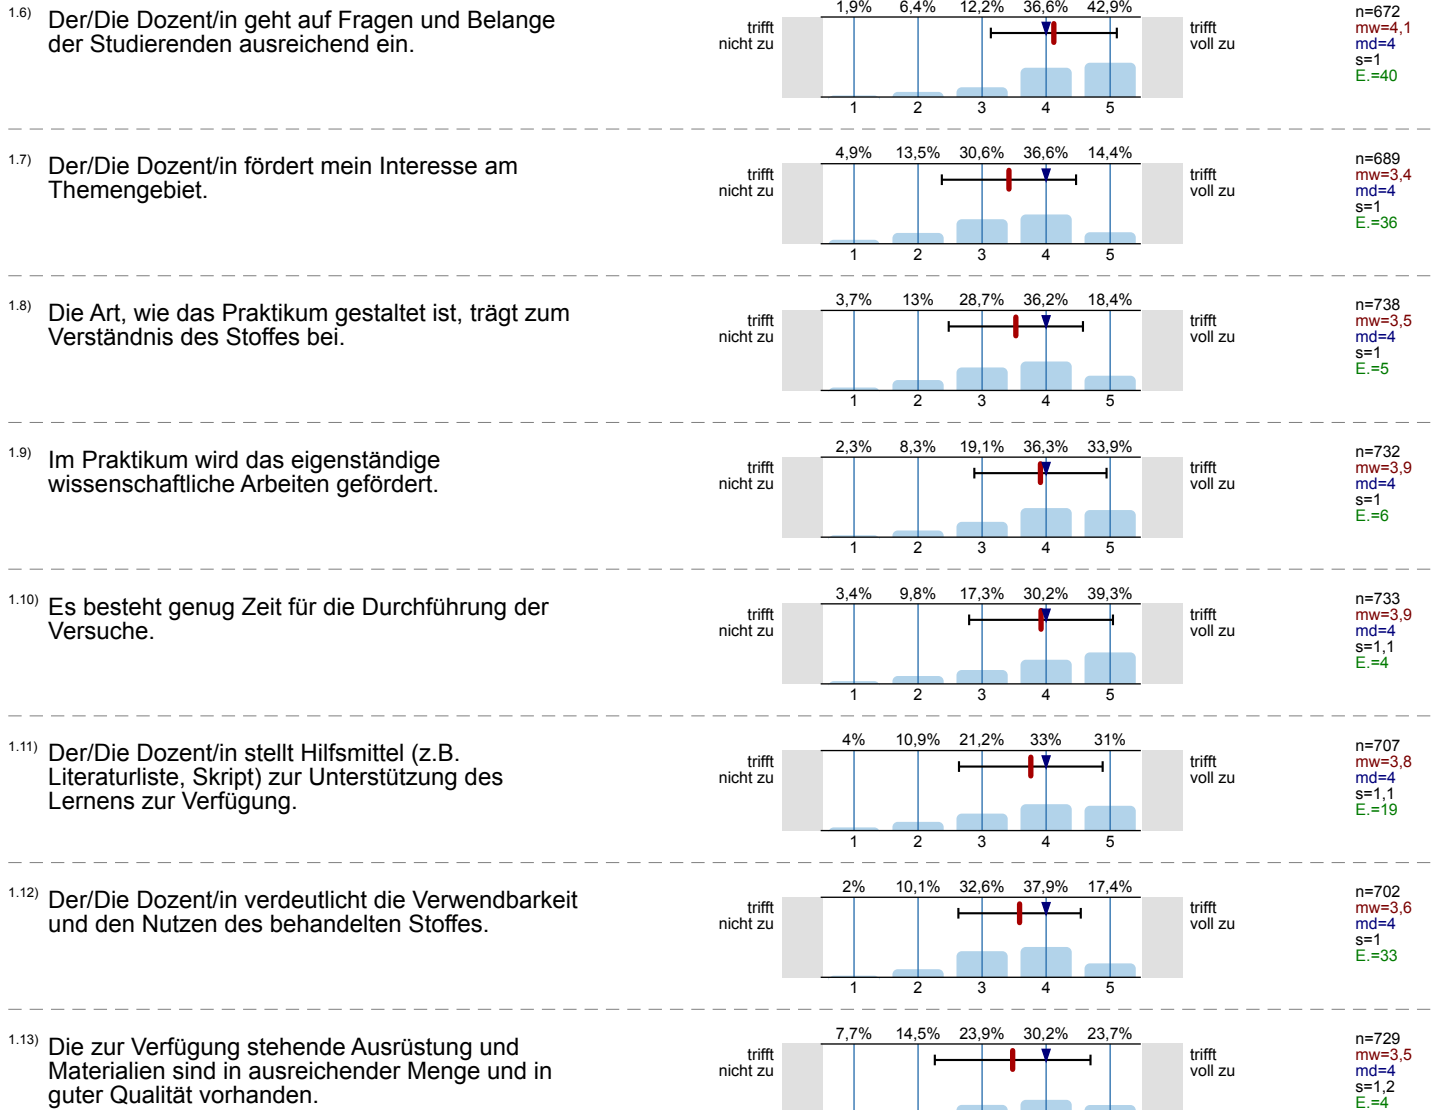 1.6) Der/Die Dozent/in geht auf Fragen und Belange
der Studierenden ausreichend ein.
trifft
nicht zu
1,9% 6,4% 12,2% 36,6% 42,9%
1 2 3 4 5
trifft
voll zu
n=672
mw=4,1
md=4
s=1
E.=40
1.7) Der/Die Dozent/in fördert mein Interesse am
Themengebiet.
trifft
nicht zu
4,9% 13,5% 30,6% 36,6% 14,4%
1 2 3 4 5
trifft
voll zu
n=689
mw=3,4
md=4
s=1
E.=36
1.8) Die Art, wie das Praktikum gestaltet ist, trägt zum
Verständnis des Stoffes bei.
trifft
nicht zu
3,7% 13% 28,7% 36,2% 18,4%
1 2 3 4 5
trifft
voll zu
n=738
mw=3,5
md=4
s=1
E.=5
1.9) Im Praktikum wird das eigenständige
wissenschaftliche Arbeiten gefördert.
trifft
nicht zu
2,3% 8,3% 19,1% 36,3% 33,9%
1 2 3 4 5
trifft
voll zu
n=732
mw=3,9
md=4
s=1
E.=6
1.10) Es besteht genug Zeit für die Durchführung der
Versuche.
trifft
nicht zu
3,4% 9,8% 17,3% 30,2% 39,3%
1 2 3 4 5
trifft
voll zu
n=733
mw=3,9
md=4
s=1,1
E.=4
1.11) Der/Die Dozent/in stellt Hilfsmittel (z.B.
Literaturliste, Skript) zur Unterstützung des
Lernens zur Verfügung.
trifft
nicht zu
4% 10,9% 21,2% 33% 31%
1 2 3 4 5
trifft
voll zu
n=707
mw=3,8
md=4
s=1,1
E.=19
1.12) Der/Die Dozent/in verdeutlicht die Verwendbarkeit
und den Nutzen des behandelten Stoffes.
trifft
nicht zu
2% 10,1% 32,6% 37,9% 17,4%
1 2 3 4 5
trifft
voll zu
n=702
mw=3,6
md=4
s=1
E.=33
1.13) Die zur Verfügung stehende Ausrüstung und
Materialien sind in ausreichender Menge und in
guter Qualität vorhanden.
trifft
nicht zu
7,7% 14,5% 23,9% 30,2% 23,7%
trifft
voll zu
n=729
mw=3,5
md=4
s=1,2
E.=4